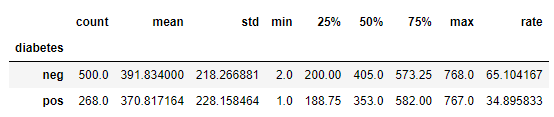 count mean std min 25% 50% 75% max rate
diabetes
neg 500.0 391.834000 218.266881 2.0 200.00 405.0 573.25 768.0 65.104167
pos 268.0 370.817164 228.158464 1.0 188.75 353.0 582.00 767.0 34.895833